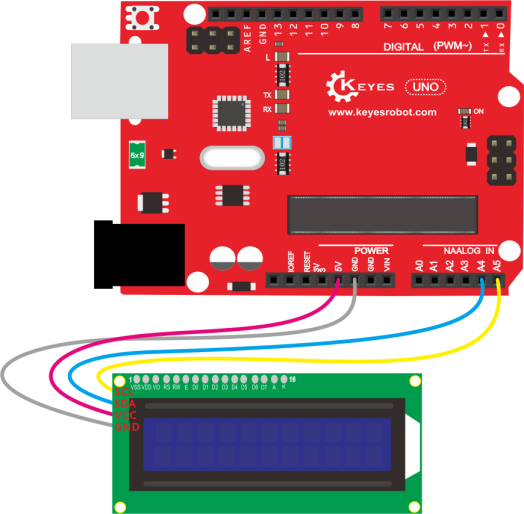 AREF
GND
13
12
11
10
9
8
7
6
5
4
3
2
TX ▶ 1
RX ▶ 0
DIGITAL (PWM~)
L
102
TX
RX
KEYES UNO
www.keyesrobot.com
ON
102
6x9
102
POWER
NAALOG IN
IOREF
RESET
3V3
5V
GND
GND
VIN
A0
A1
A2
A3
A4
A5
1 16
VSS VDD VO RS RW E D0 D1 D2 D3 D4 D5 D6 D7 A K
SCL
SDA
VCC
GND